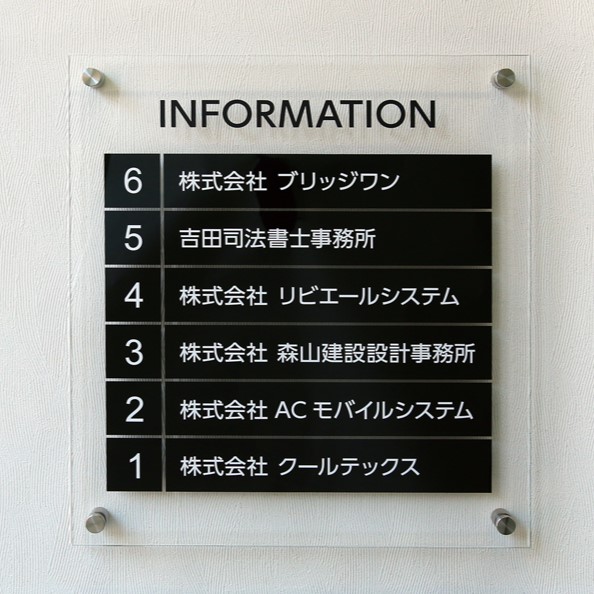 INFORMATION
6 株式会社 ブリッジワン
5 吉田司法書士事務所
4 株式会社 リビエールシステム
3 株式会社 森山建設設計事務所
2 株式会社 AC モバイルシステム
1 株式会社 クールテックス